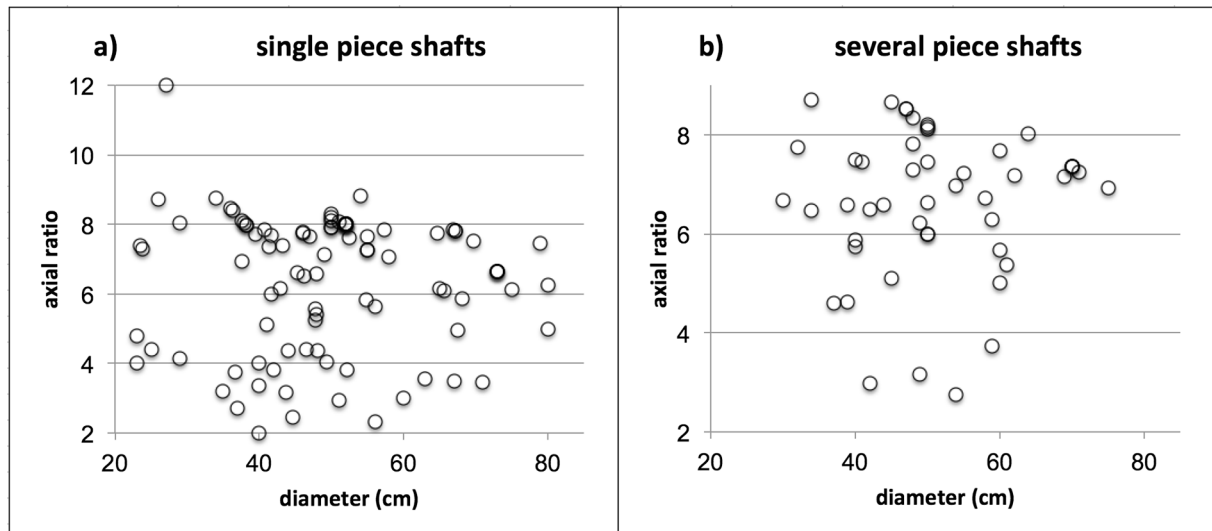 a) single piece shafts
12
10
8
6
4
2
axial ratio
20 40 60 80
diameter (cm)
b) several piece shafts
8
6
4
2
axial ratio
20 40 60 80
diameter (cm)